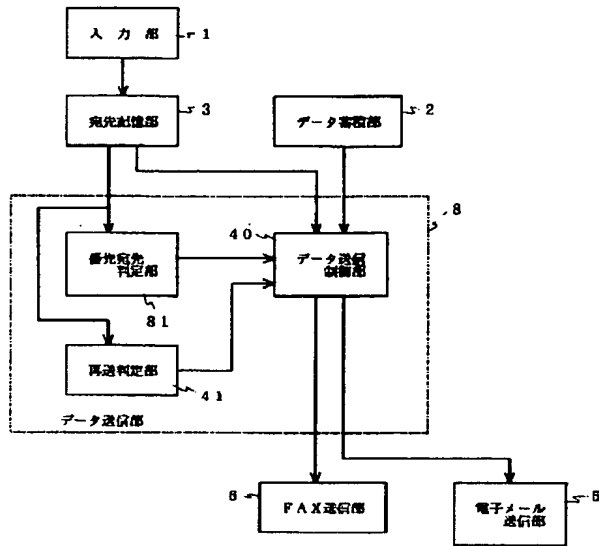 入力部
1
宛先記憶部
3
データ蓄積部
2
8
優先宛先
判定部
81
40
データ送信
制御部
再送判定部
41
データ送信部
6
FAX送信部
電子メール
送信部
5